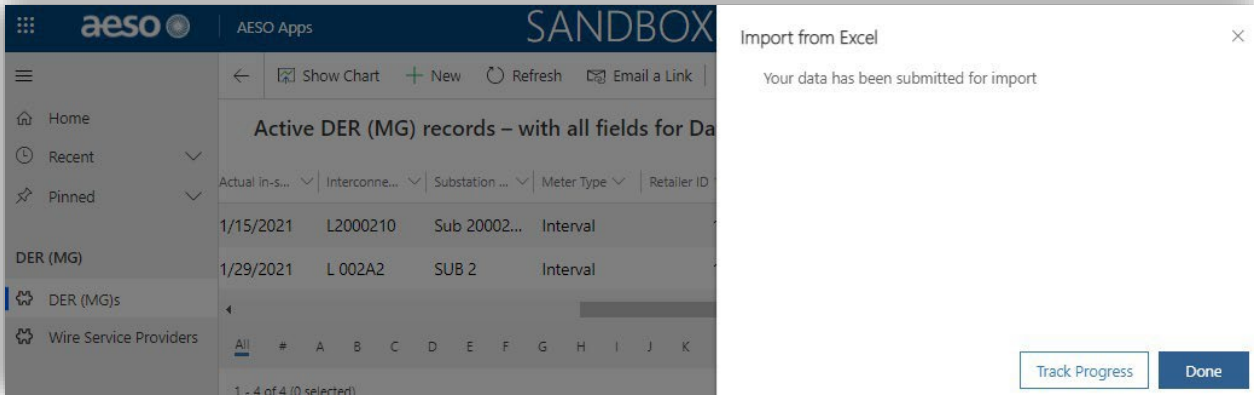 aeso AESO Apps SANDBOX
Import from Excel
Your data has been submitted for import
Show Chart New Refresh Email a Link
Home
Recent
Pinned
DER (MG)
DER (MG)s
Wire Service Providers
Active DER (MG) records – with all fields for Da
Actual in-s... Interconne... Substation ... Meter Type Retailer ID
1/15/2021 L2000210 Sub 20002... Interval
1/29/2021 L 002A2 SUB 2 Interval
All # A B C D E F G H I J K
1 - 4 of 4 (0 selected)
Track Progress Done